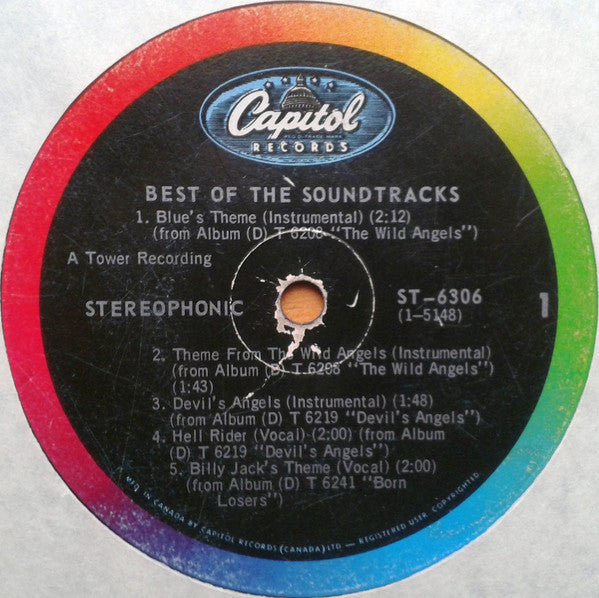 Capitol
REG. TRADE MARK
RECORDS
BEST OF THE SOUNDTRACKS
1. Blue's Theme (Instrumental) (2:12)
(from Album (D) T 6208 "The Wild Angels")
A Tower Recording
STEREOPHONIC
ST-6306
(1-5148)
1
2. Theme From The Wild Angels (Instrumental)
(from Album (D) T 6208 "The Wild Angels")
(1:43)
3. Devil's Angels (Instrumental) (1:48)
(from Album (D) T 6219 "Devil's Angels")
4. Hell Rider (Vocal) (2:00) (from Album
(D) T 6219 "Devil's Angels")
5. Billy Jack's Theme (Vocal) (2:00)
(from Album (D) T 6241 "Born
Losers")
MFD. IN CANADA BY CAPITOL RECORDS (CANADA) LTD — REGISTERED USER. COPYRIGHTED